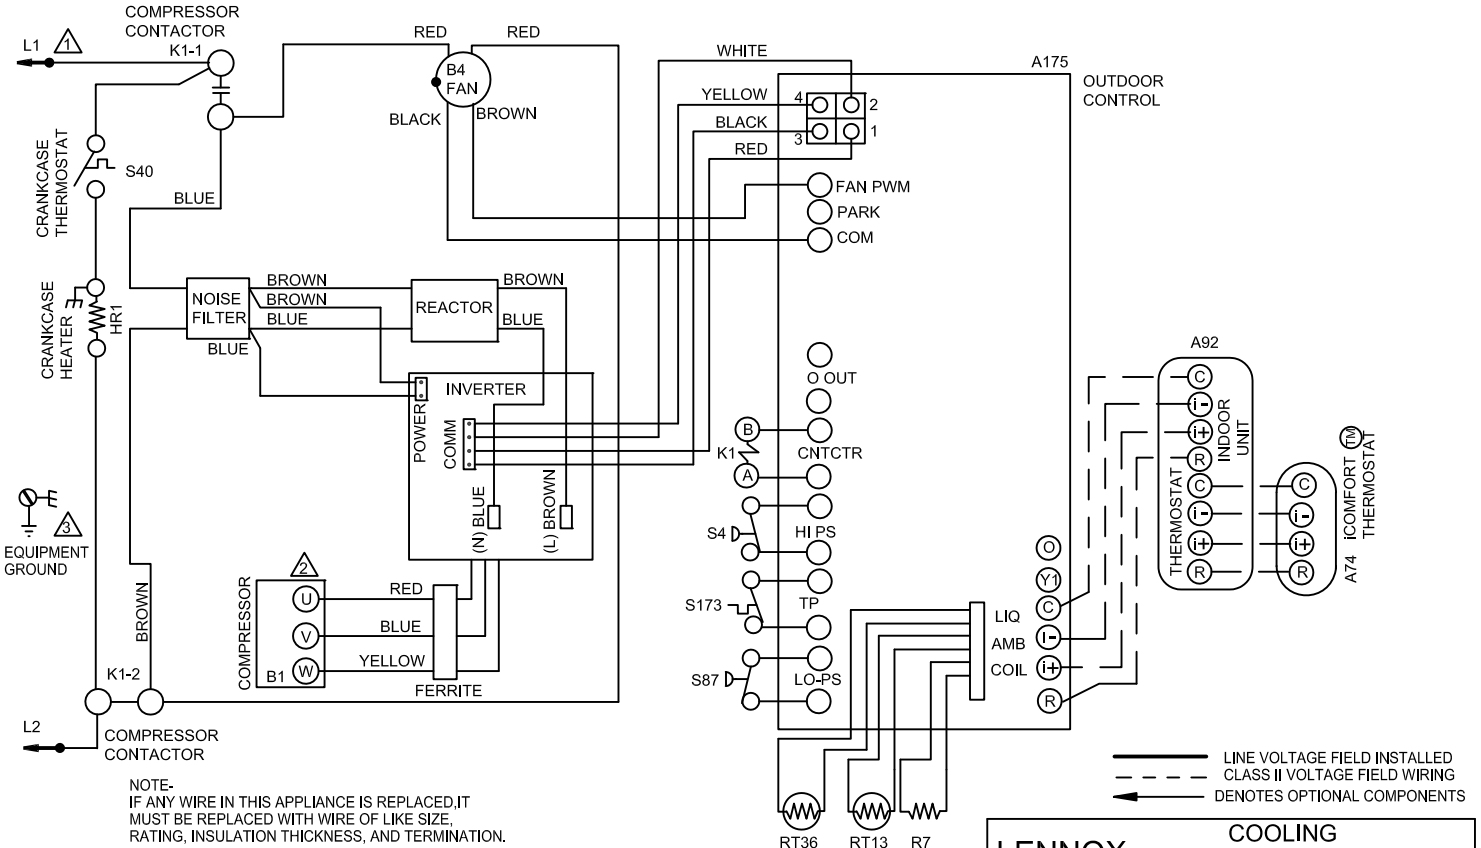 COMPRESSOR
CONTACTOR
L1
1
K1-1
RED
RED
B4
FAN
BLACK
BROWN
WHITE
YELLOW
BLACK
RED
4
2
3
1
A175
OUTDOOR
CONTROL
CRANKCASE
THERMOSTAT
S40
BLUE
FAN PWM
PARK
COM
CRANKCASE
HEATER
HR1
NOISE
FILTER
BROWN
BROWN
BLUE
BLUE
REACTOR
BROWN
BLUE
INVERTER
POWER
COMM
(N) BLUE
(L) BROWN
O OUT
B
K1
A
CNTCTR
S4
HI PS
S173
TP
S87
LO-PS
LIQ
AMB
COIL
O
Y1
C
I-
i+
R
A92
C
i-
i+
R
C
i-
i+
R
INDOOR
UNIT
THERMOSTAT
C
i-
i+
R
A74 iCOMFORT TM
THERMOSTAT
3
EQUIPMENT
GROUND
BROWN
2
COMPRESSOR
U
V
W
B1
RED
BLUE
YELLOW
FERRITE
K1-2
L2
COMPRESSOR
CONTACTOR
NOTE-
IF ANY WIRE IN THIS APPLIANCE IS REPLACED,IT
MUST BE REPLACED WITH WIRE OF LIKE SIZE,
RATING, INSULATION THICKNESS, AND TERMINATION.
RT36
RT13
R7
LINE VOLTAGE FIELD INSTALLED
CLASS II VOLTAGE FIELD WIRING
DENOTES OPTIONAL COMPONENTS
LENNOX
COOLING